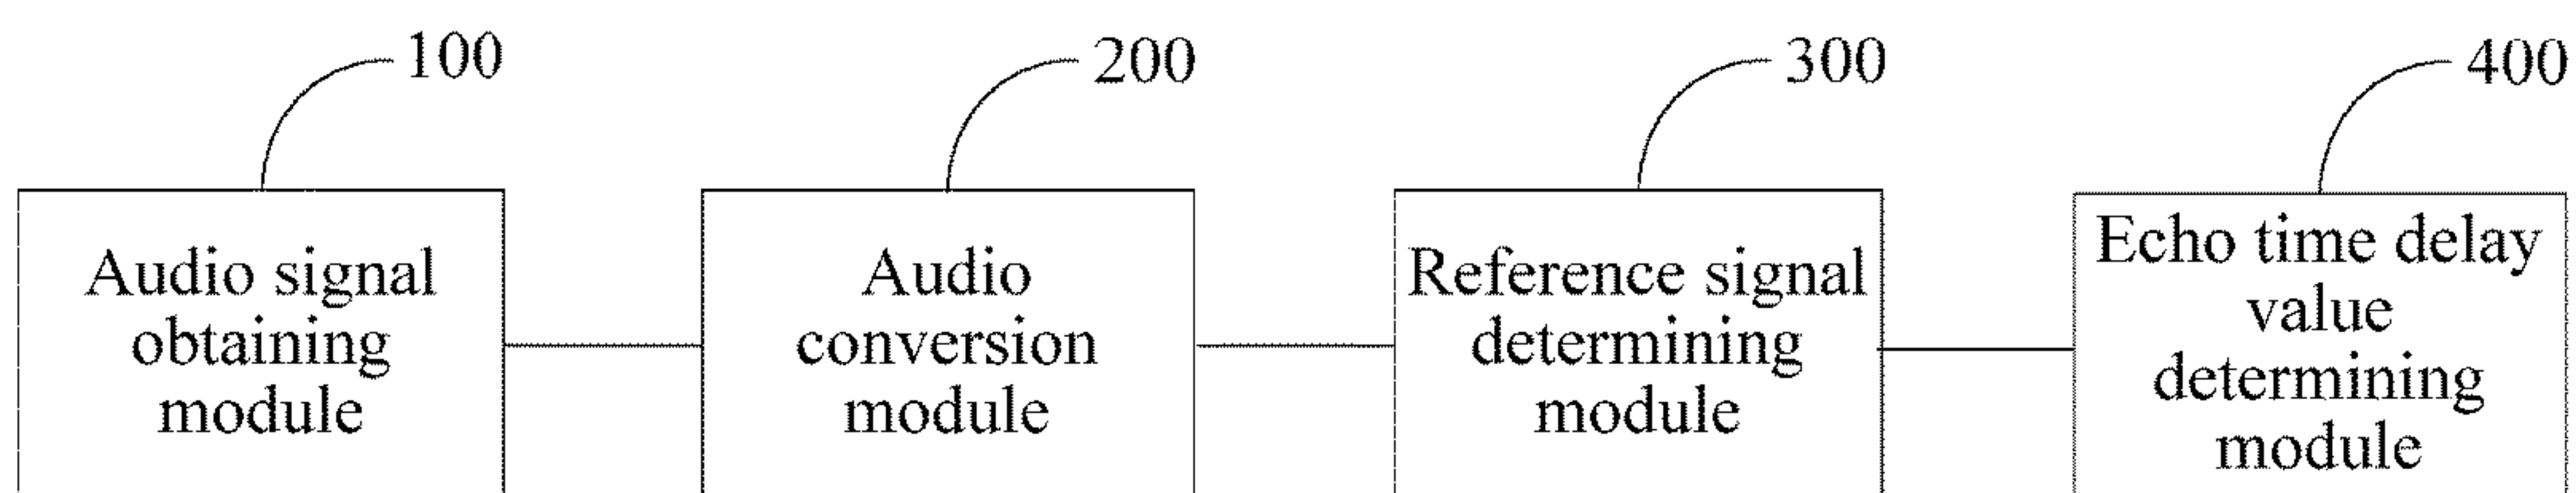 100
200
300
400
Audio signal
obtaining
module
Audio
conversion
module
Reference signal
determining
module
Echo time delay
value
determining
module